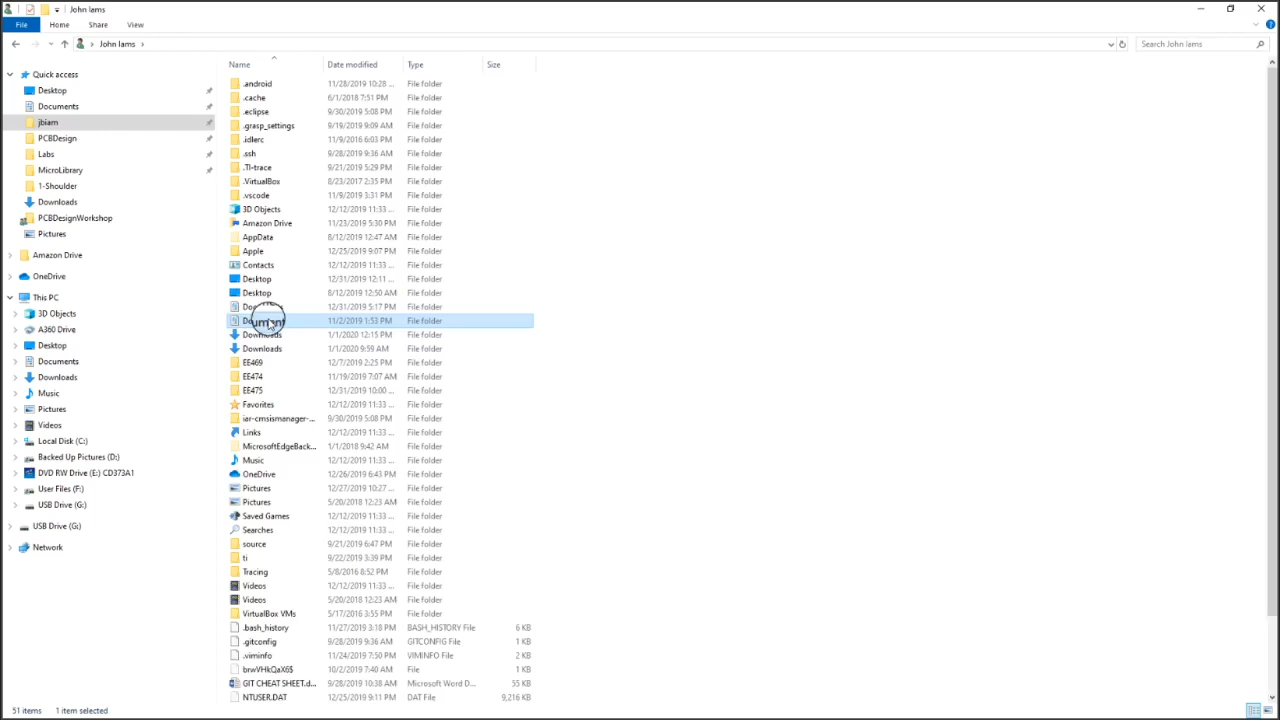 John Iams
File Home Share View
John Iams Search John Iams
Name Date modified Type Size
Quick access
Desktop
Documents
jbiam
PCBDesign
Labs
MicroLibrary
1-Shoulder
Downloads
PCBDesignWorkshop
Pictures
Amazon Drive
OneDrive
This PC
3D Objects
A360 Drive
Desktop
Documents
Downloads
Music
Pictures
Videos
Local Disk (C:)
Backed Up Pictures (D:)
DVD RW Drive (E:) CD373A1
User Files (F:)
USB Drive (G:)
USB Drive (G:)
Network
.android 11/28/2019 10:28 ... File folder
.cache 6/1/2018 7:51 PM File folder
.eclipse 9/30/2019 5:08 PM File folder
.grasp_settings 9/19/2019 9:09 AM File folder
.idlerc 11/9/2016 6:03 PM File folder
.ssh 9/28/2019 9:36 AM File folder
.TI-trace 9/21/2019 5:29 PM File folder
.VirtualBox 8/23/2017 2:35 PM File folder
.vscode 11/9/2019 3:31 PM File folder
3D Objects 12/12/2019 11:33 ... File folder
Amazon Drive 11/23/2019 5:30 PM File folder
AppData 8/12/2019 12:47 AM File folder
Apple 12/25/2019 9:07 PM File folder
Contacts 12/12/2019 11:33 ... File folder
Desktop 12/31/2019 12:11 ... File folder
Desktop 8/12/2019 12:50 AM File folder
12/31/2019 5:17 PM File folder
11/2/2019 1:53 PM File folder
Downloads 1/1/2020 12:15 PM File folder
Downloads 1/1/2020 9:59 AM File folder
EE469 12/7/2019 2:25 PM File folder
EE474 11/19/2019 7:07 AM File folder
EE475 12/31/2019 10:00 ... File folder
Favorites 12/12/2019 11:33 ... File folder
iar-cmsismanager-... 9/30/2019 5:08 PM File folder
Links 12/12/2019 11:33 ... File folder
MicrosoftEdgeBack... 1/1/2018 9:42 AM File folder
Music 12/12/2019 11:33 ... File folder
OneDrive 12/26/2019 6:43 PM File folder
Pictures 12/27/2019 10:27 ... File folder
Pictures 5/20/2018 12:23 AM File folder
Saved Games 12/12/2019 11:33 ... File folder
Searches 12/12/2019 11:33 ... File folder
source 9/21/2019 6:47 PM File folder
ti 9/22/2019 3:39 PM File folder
Tracing 5/8/2016 8:52 PM File folder
Videos 12/12/2019 11:33 ... File folder
Videos 5/20/2018 12:23 AM File folder
VirtualBox VMs 5/17/2016 3:55 PM File folder
.bash_history 11/27/2019 3:18 PM BASH_HISTORY File 6 KB
.gitconfig 9/28/2019 9:36 AM GITCONFIG File 1 KB
.viminfo 11/24/2019 7:50 PM VIMINFO File 2 KB
brwVHkQaX6$ 10/2/2019 7:40 AM File 1 KB
GIT CHEAT SHEET.d... 9/28/2019 10:38 AM Microsoft Word D... 55 KB
NTUSER.DAT 12/25/2019 9:11 PM DAT File 9,216 KB
51 items 1 item selected